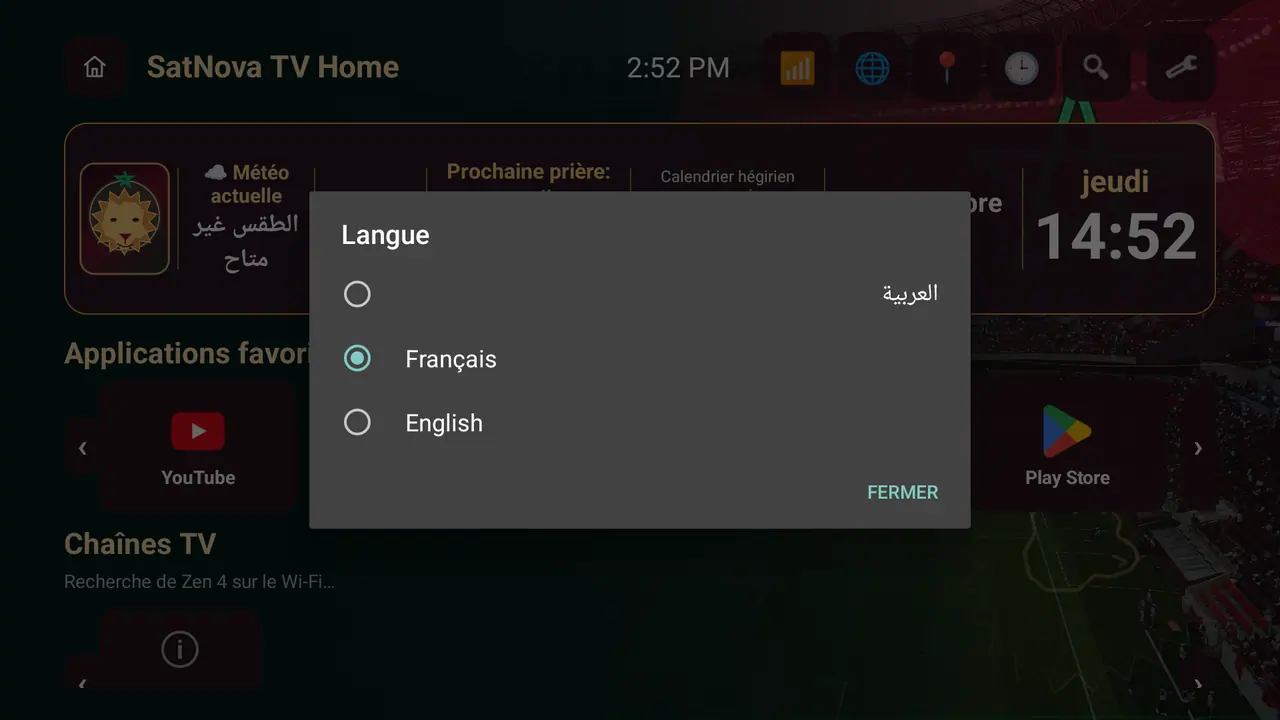 SatNova TV Home
2:52 PM
Météo
actuelle
الطقس غير
متاح
Prochaine prière:
Calendrier hégirien
jeudi
14:52
Langue
العربية
Français
English
FERMER
Applications favori
YouTube
Play Store
Chaînes TV
Recherche de Zen 4 sur le Wi-Fi…